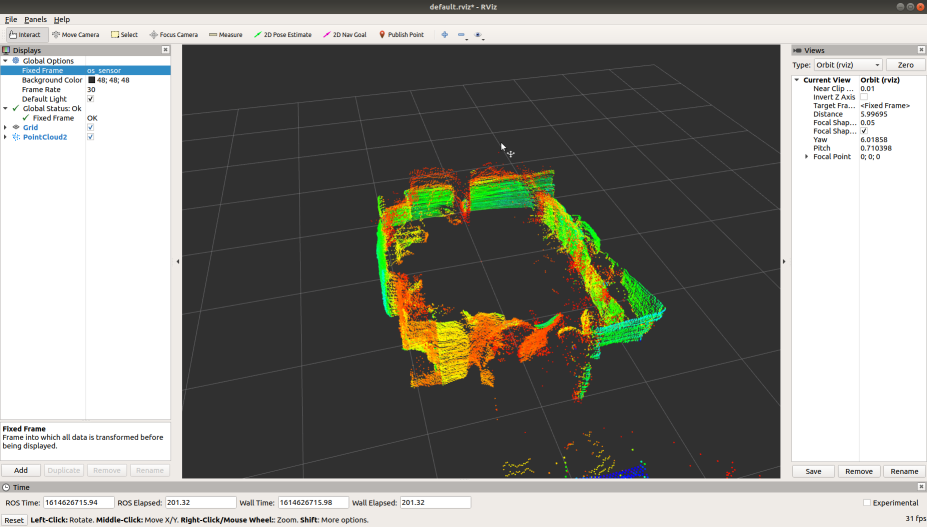 default.rviz* - RViz
File Panels Help
Interact Move Camera Select Focus Camera Measure 2D Pose Estimate 2D Nav Goal Publish Point
Displays
Global Options
Fixed Frame os_sensor
Background Color 48; 48; 48
Frame Rate 30
Default Light
Global Status: Ok
Fixed Frame OK
Grid
PointCloud2
Fixed Frame
Frame into which all data is transformed before
being displayed.
Add Duplicate Remove Rename
Views
Type: Orbit (rviz) Zero
Current View Orbit (rviz)
Near Clip ... 0.01
Invert Z Axis
Target Fra... <Fixed Frame>
Distance 5.99695
Focal Shap... 0.05
Focal Shap...
Yaw 6.01858
Pitch 0.710398
Focal Point 0; 0; 0
Save Remove Rename
Time
ROS Time: 1614626715.94 ROS Elapsed: 201.32 Wall Time: 1614626715.98 Wall Elapsed: 201.32 Experimental
Reset Left-Click: Rotate. Middle-Click: Move X/Y. Right-Click/Mouse Wheel:: Zoom. Shift: More options. 31 fps